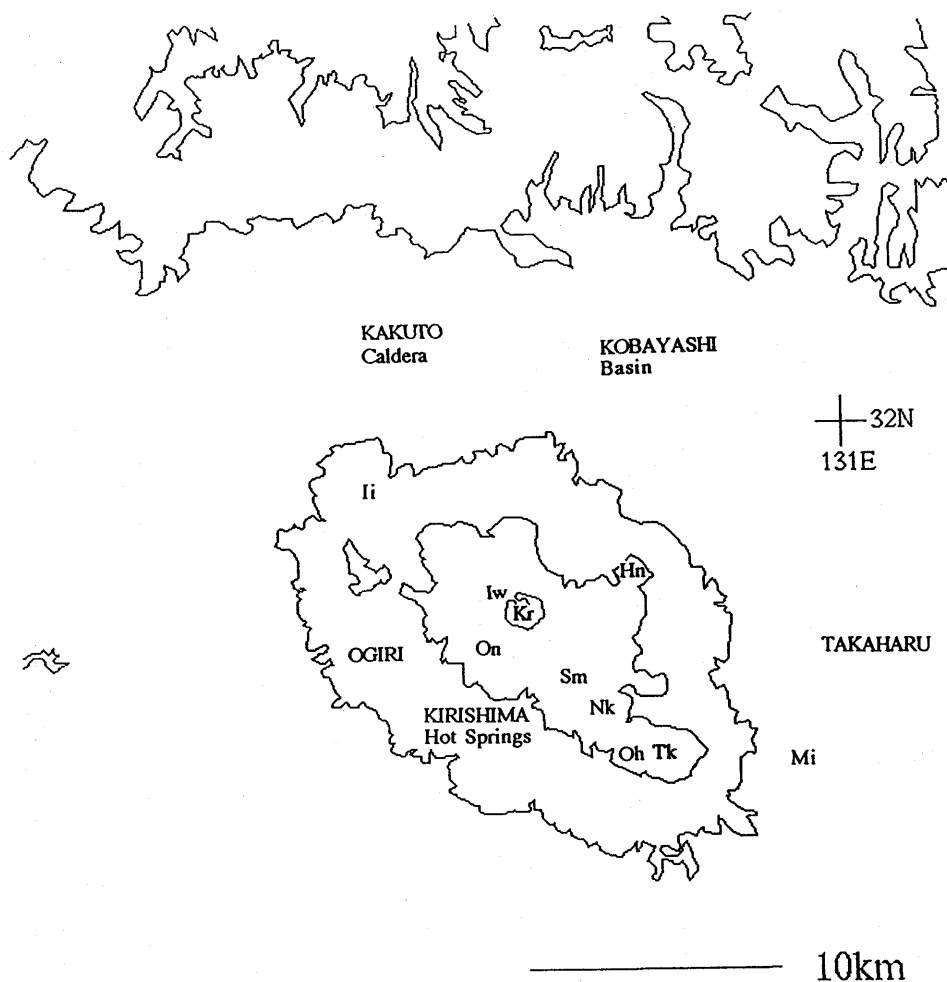 KAKUTO
Caldera
KOBAYASHI
Basin
32N
131E
Ii
Hn
Iw
Kr
On
OGIRI
TAKAHARU
Sm
Nk
KIRISHIMA
Hot Springs
Oh Tk
Mi
10km